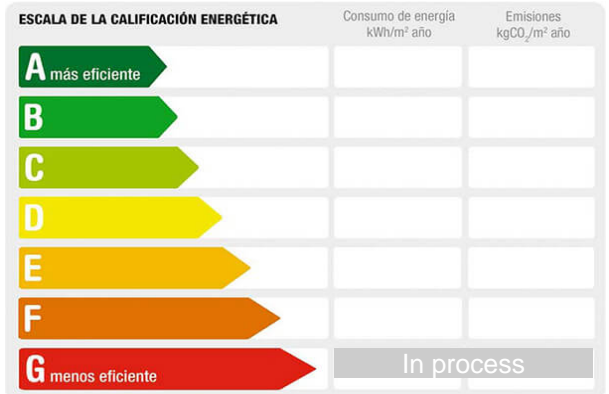 ESCALA DE LA CALIFICACIÓN ENERGÉTICA
Consumo de energía
kWh/m² año
Emisiones
kgCO₂/m² año
A más eficiente
B
C
D
E
F
G menos eficiente
In process